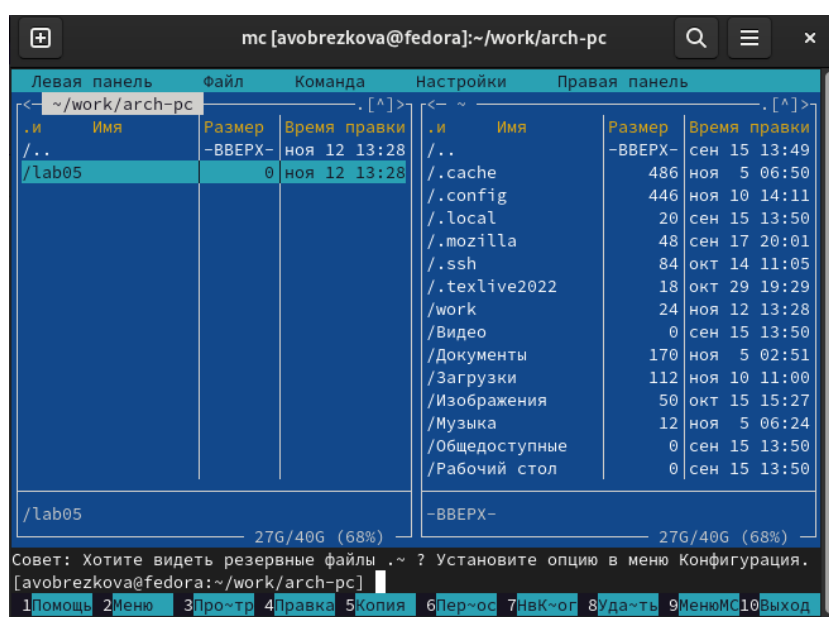 mc [avobrezkova@fedora]:~/work/arch-pc
Левая панель Файл Команда Настройки Правая панель
<— ~/work/arch-pc .[^]>
.и Имя Размер Время правки
/.. -ВВЕРХ- ноя 12 13:28
/lab05 0 ноя 12 13:28
/lab05
27G/40G (68%)
<— ~ .[^]>
.и Имя Размер Время правки
/.. -ВВЕРХ- сен 15 13:49
/.cache 486 ноя 5 06:50
/.config 446 ноя 10 14:11
/.local 20 сен 15 13:50
/.mozilla 48 сен 17 20:01
/.ssh 84 окт 14 11:05
/.texlive2022 18 окт 29 19:29
/work 24 ноя 12 13:28
/Видео 0 сен 15 13:50
/Документы 170 ноя 5 02:51
/Загрузки 112 ноя 10 11:00
/Изображения 50 окт 15 15:27
/Музыка 12 ноя 5 06:24
/Общедоступные 0 сен 15 13:50
/Рабочий стол 0 сен 15 13:50
-ВВЕРХ-
27G/40G (68%)
Совет: Хотите видеть резервные файлы .~ ? Установите опцию в меню Конфигурация.
[avobrezkova@fedora:~/work/arch-pc]
1Помощь 2Меню 3Про~тр 4Правка 5Копия 6Пер~ос 7НвК~ог 8Уда~ть 9МенюМС10Выход